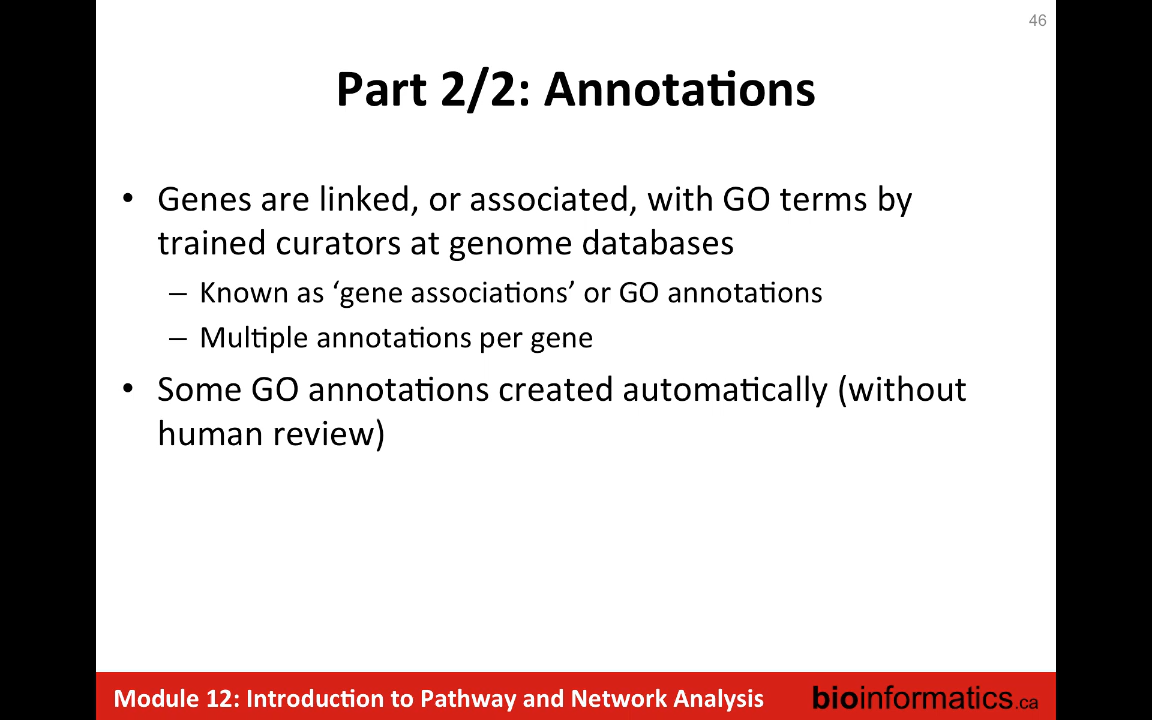 46
Part 2/2: Annotations
• Genes are linked, or associated, with GO terms by
trained curators at genome databases
– Known as ‘gene associations’ or GO annotations
– Multiple annotations per gene
• Some GO annotations created automatically (without
human review)
Module 12: Introduction to Pathway and Network Analysis
bioinformatics.ca